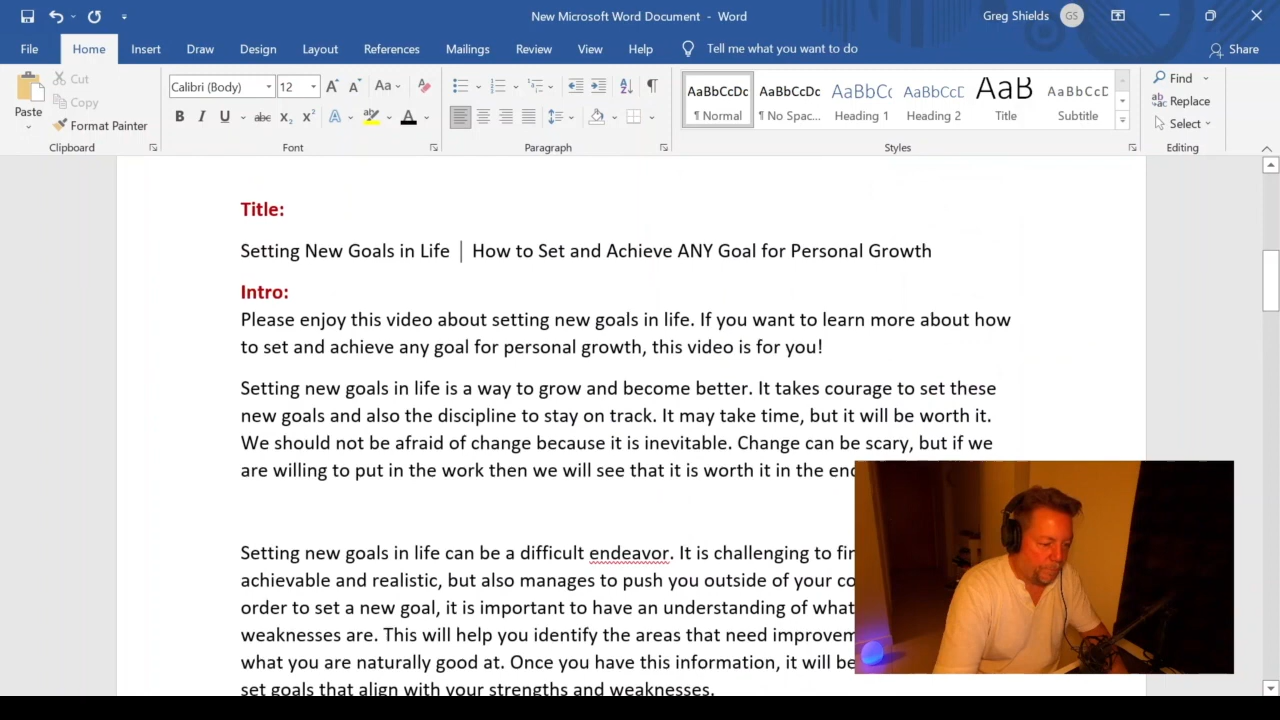 New Microsoft Word Document - Word
Greg Shields GS
File Home Insert Draw Design Layout References Mailings Review View Help Tell me what you want to do Share
Paste
Cut
Copy
Format Painter
Clipboard
Calibri (Body) 12 Aa
B I U abc X₂ X² A A
Font
Paragraph
AaBbCcDc AaBbCcDc AaBbCc AaBbCcD AaB AaBbCcD
¶ Normal ¶ No Spac... Heading 1 Heading 2 Title Subtitle
Styles
Find
Replace
Select
Editing
Title:
Setting New Goals in Life │ How to Set and Achieve ANY Goal for Personal Growth
Intro:
Please enjoy this video about setting new goals in life. If you want to learn more about how
to set and achieve any goal for personal growth, this video is for you!
Setting new goals in life is a way to grow and become better. It takes courage to set these
new goals and also the discipline to stay on track. It may take time, but it will be worth it.
We should not be afraid of change because it is inevitable. Change can be scary, but if we
are willing to put in the work then we will see that it is worth it in the end
Setting new goals in life can be a difficult endeavor. It is challenging to fin
achievable and realistic, but also manages to push you outside of your co
order to set a new goal, it is important to have an understanding of what
weaknesses are. This will help you identify the areas that need improvem
what you are naturally good at. Once you have this information, it will be
set goals that align with your strengths and weaknesses.